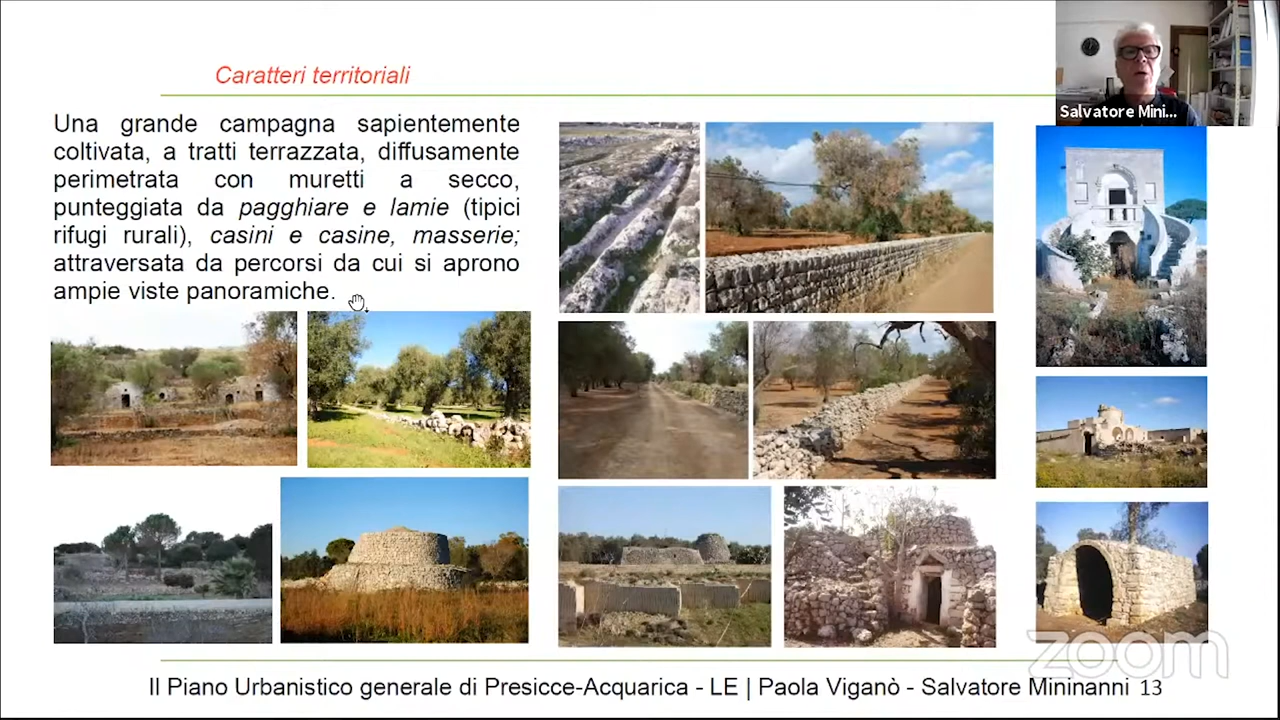 Caratteri territoriali
Salvatore Mini...
Una grande campagna sapientemente
coltivata, a tratti terrazzata, diffusamente
perimetrata con muretti a secco,
punteggiata da pagghiare e lamie (tipici
rifugi rurali), casini e casine, masserie;
attraversata da percorsi da cui si aprono
ampie viste panoramiche.
zoom
Il Piano Urbanistico generale di Presicce-Acquarica - LE | Paola Viganò - Salvatore Mininanni 13